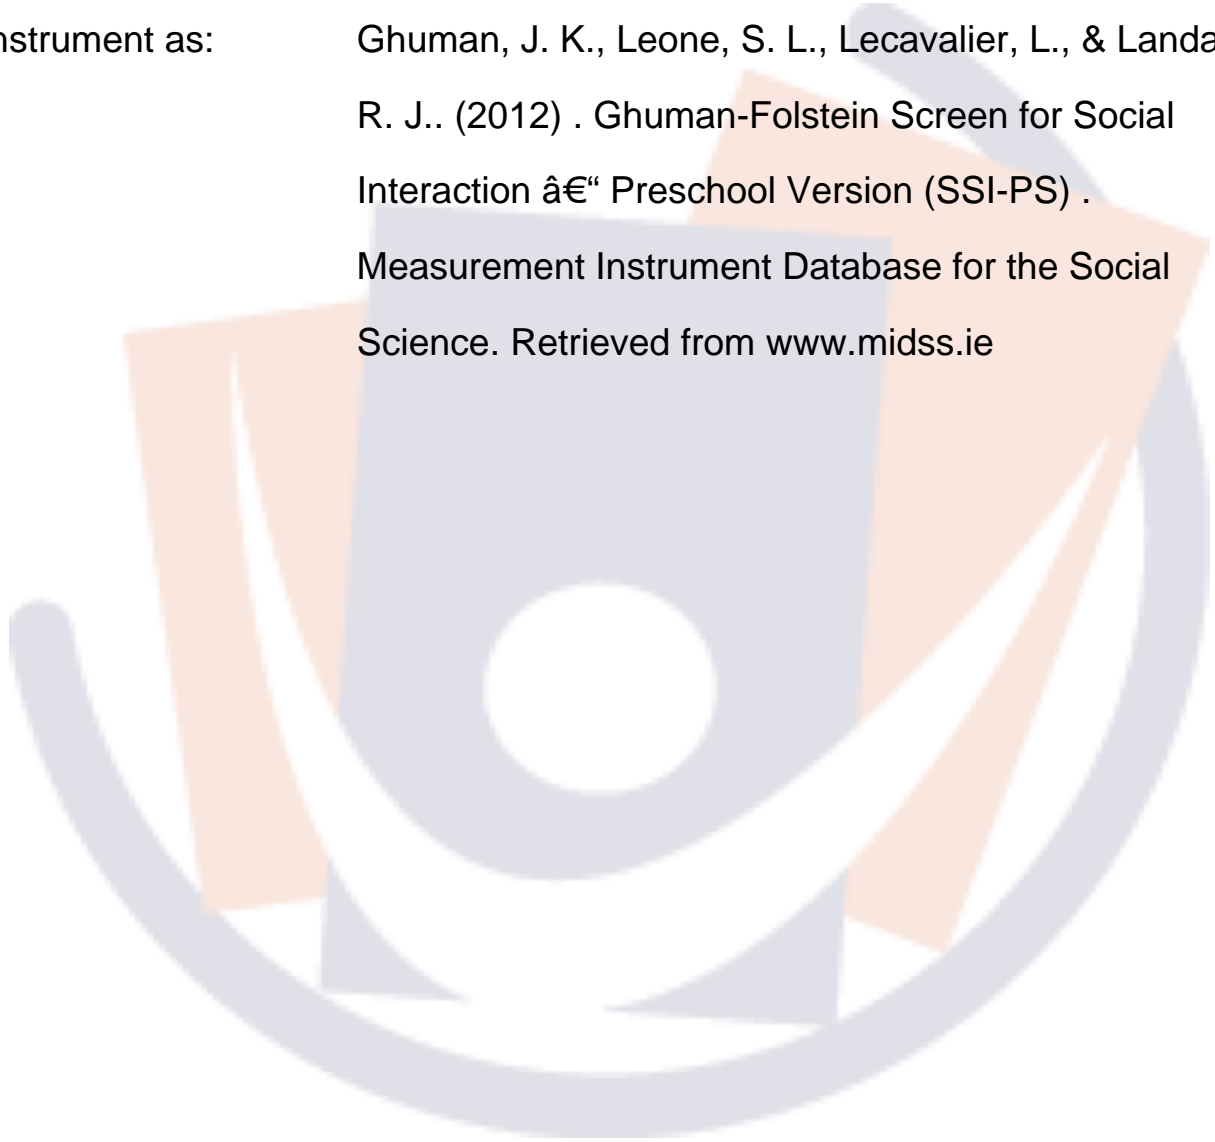 nstrument as: Ghuman, J. K., Leone, S. L., Lecavalier, L., & Landa
R. J.. (2012) . Ghuman-Folstein Screen for Social
Interaction â€“ Preschool Version (SSI-PS) .
Measurement Instrument Database for the Social
Science. Retrieved from www.midss.ie